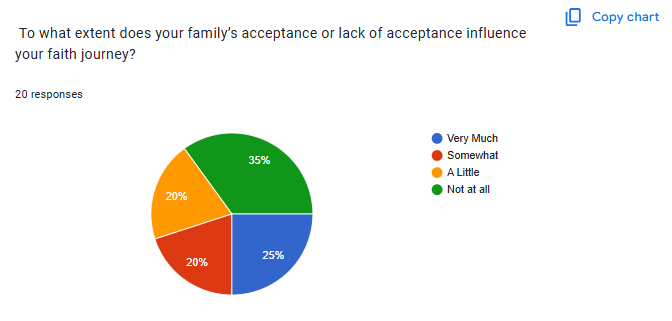 Copy chart
To what extent does your family’s acceptance or lack of acceptance influence
your faith journey?
20 responses
Very Much
Somewhat
A Little
Not at all
35%
20%
20%
25%